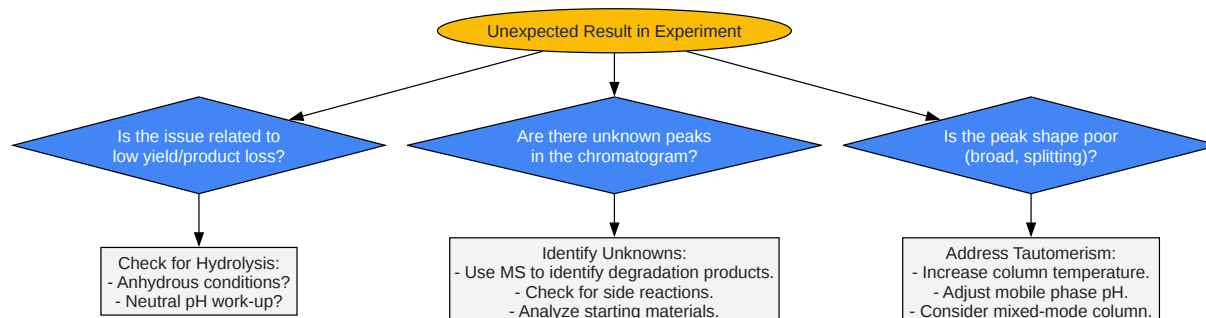 Unexpected Result in Experiment
Is the issue related to
low yield/product loss?
Are there unknown peaks
in the chromatogram?
Is the peak shape poor
(broad, splitting)?
Check for Hydrolysis:
- Anhydrous conditions?
- Neutral pH work-up?
Identify Unknowns:
- Use MS to identify degradation products.
- Check for side reactions.
- Analyze starting materials.
Address Tautomerism:
- Increase column temperature.
- Adjust mobile phase pH.
- Consider mixed-mode column.